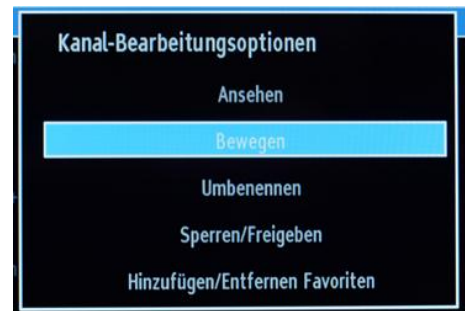 Kanal-Bearbeitungsoptionen
Ansehen
Bewegen
Umbenennen
Sperren/Freigeben
Hinzufügen/Entfernen Favoriten